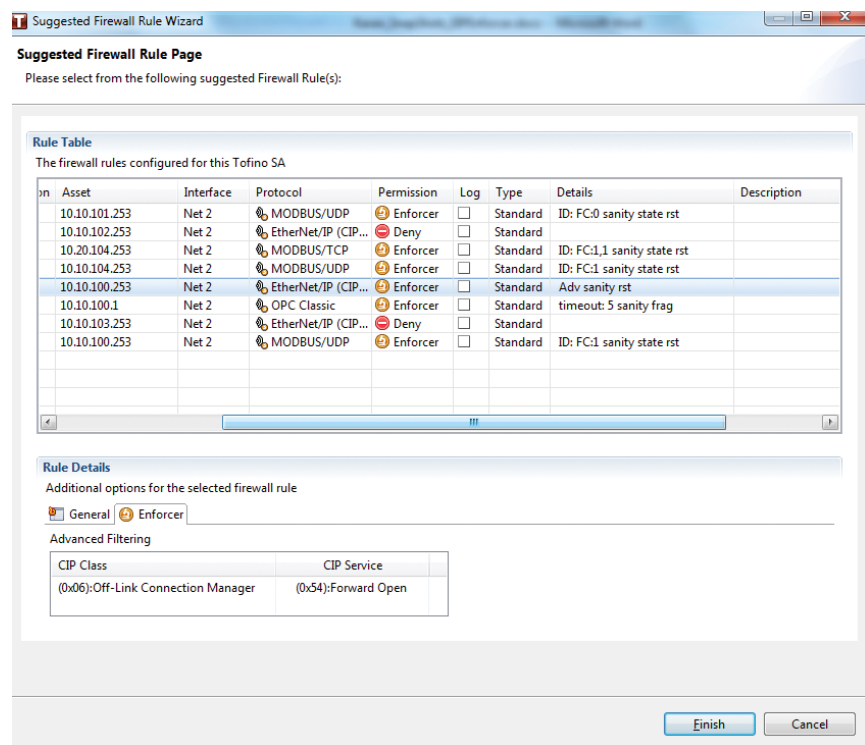 Suggested Firewall Rule Wizard
Suggested Firewall Rule Page
Please select from the following suggested Firewall Rule(s):
Rule Table
The firewall rules configured for this Tofino SA
on Asset Interface Protocol Permission Log Type Details Description
10.10.101.253 Net 2 MODBUS/UDP Enforcer Standard ID: FC:0 sanity state rst
10.10.102.253 Net 2 EtherNet/IP (CIP... Deny Standard
10.20.104.253 Net 2 MODBUS/TCP Enforcer Standard ID: FC:1,1 sanity state rst
10.10.104.253 Net 2 MODBUS/UDP Enforcer Standard ID: FC:1 sanity state rst
10.10.100.253 Net 2 EtherNet/IP (CIP... Enforcer Standard Adv sanity rst
10.10.100.1 Net 2 OPC Classic Enforcer Standard timeout: 5 sanity frag
10.10.103.253 Net 2 EtherNet/IP (CIP... Deny Standard
10.10.100.253 Net 2 MODBUS/UDP Enforcer Standard ID: FC:1 sanity state rst
Rule Details
Additional options for the selected firewall rule
General Enforcer
Advanced Filtering
CIP Class CIP Service
(0x06):Off-Link Connection Manager (0x54):Forward Open
Finish Cancel